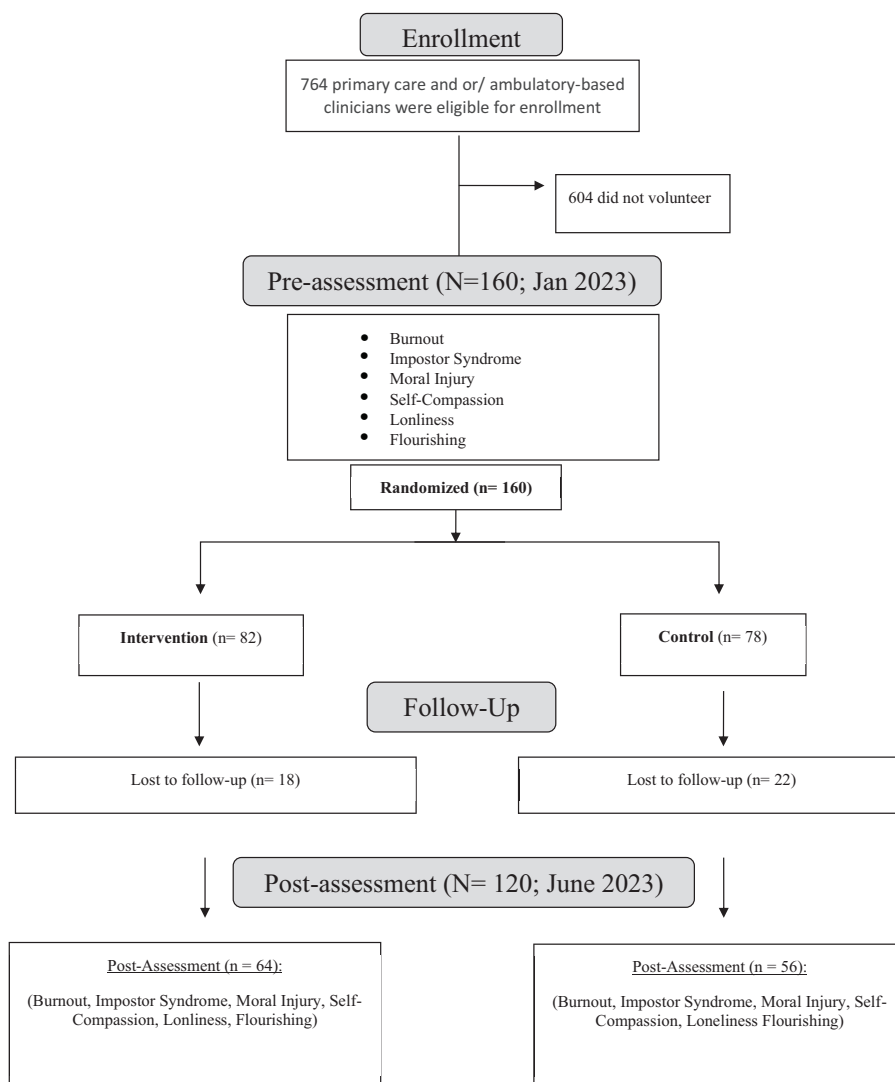 Enrollment
764 primary care and or/ ambulatory-based
clinicians were eligible for enrollment
604 did not volunteer
Pre-assessment (N=160; Jan 2023)
• Burnout
• Impostor Syndrome
• Moral Injury
• Self-Compassion
• Lonliness
• Flourishing
Randomized (n= 160)
Intervention (n= 82)
Control (n= 78)
Follow-Up
Lost to follow-up (n= 18)
Lost to follow-up (n= 22)
Post-assessment (N= 120; June 2023)
Post-Assessment (n = 64):
(Burnout, Impostor Syndrome, Moral Injury, Self-
Compassion, Lonliness, Flourishing)
Post-Assessment (n = 56):
(Burnout, Impostor Syndrome, Moral Injury, Self-
Compassion, Loneliness Flourishing)